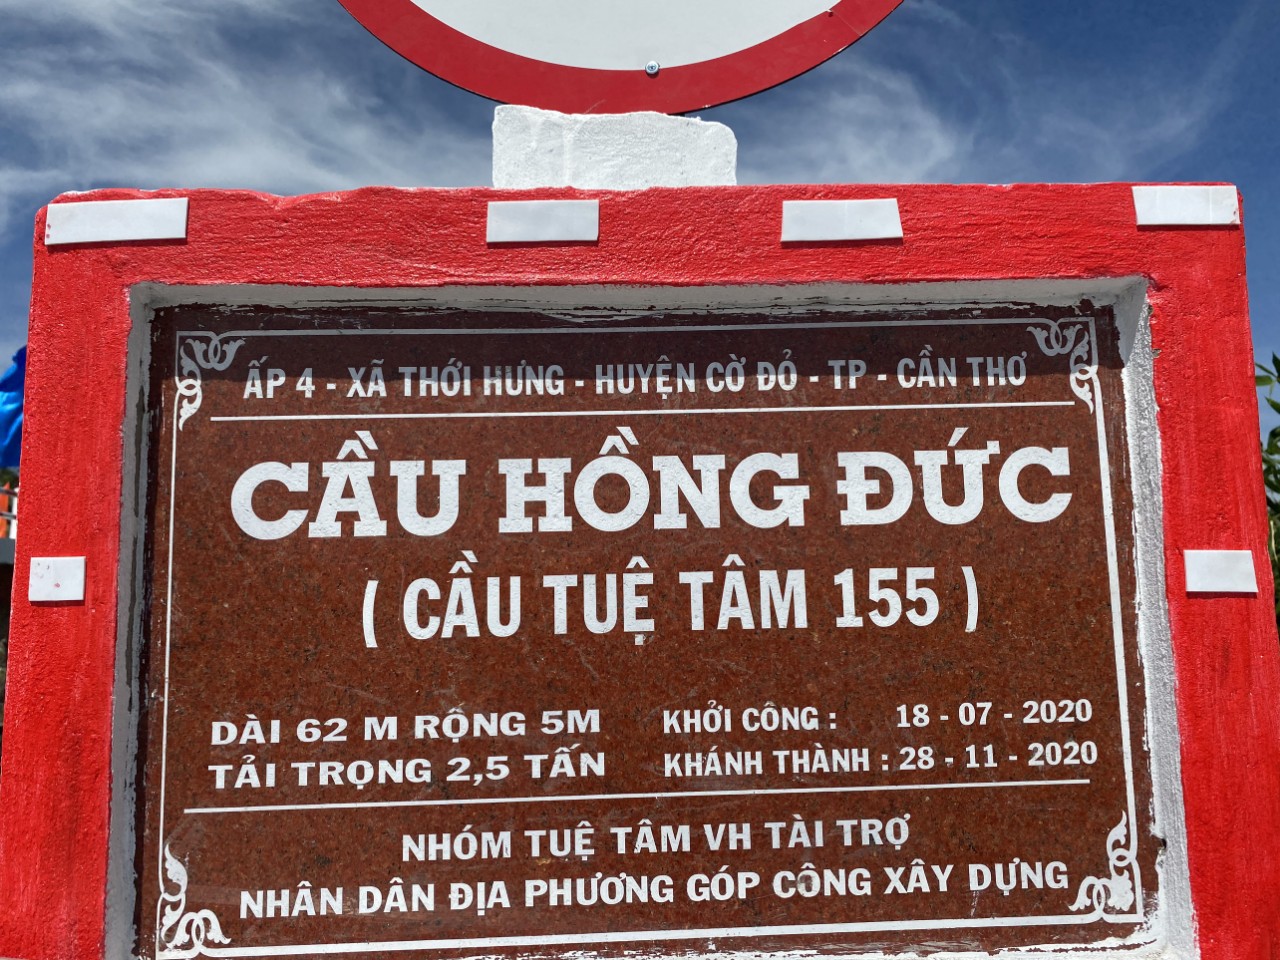 ẤP 4 - XÃ THỚI HƯNG - HUYỆN CỜ ĐỎ - TP - CẦN THƠ
CẦU HỒNG ĐỨC
( CẦU TUỆ TÂM 155 )
DÀI 62 M RỘNG 5M
TẢI TRỌNG 2,5 TẤN
KHỞI CÔNG : 18 - 07 - 2020
KHÁNH THÀNH : 28 - 11 - 2020
NHÓM TUỆ TÂM VH TÀI TRỢ
NHÂN DÂN ĐỊA PHƯƠNG GÓP CÔNG XÂY DỰNG